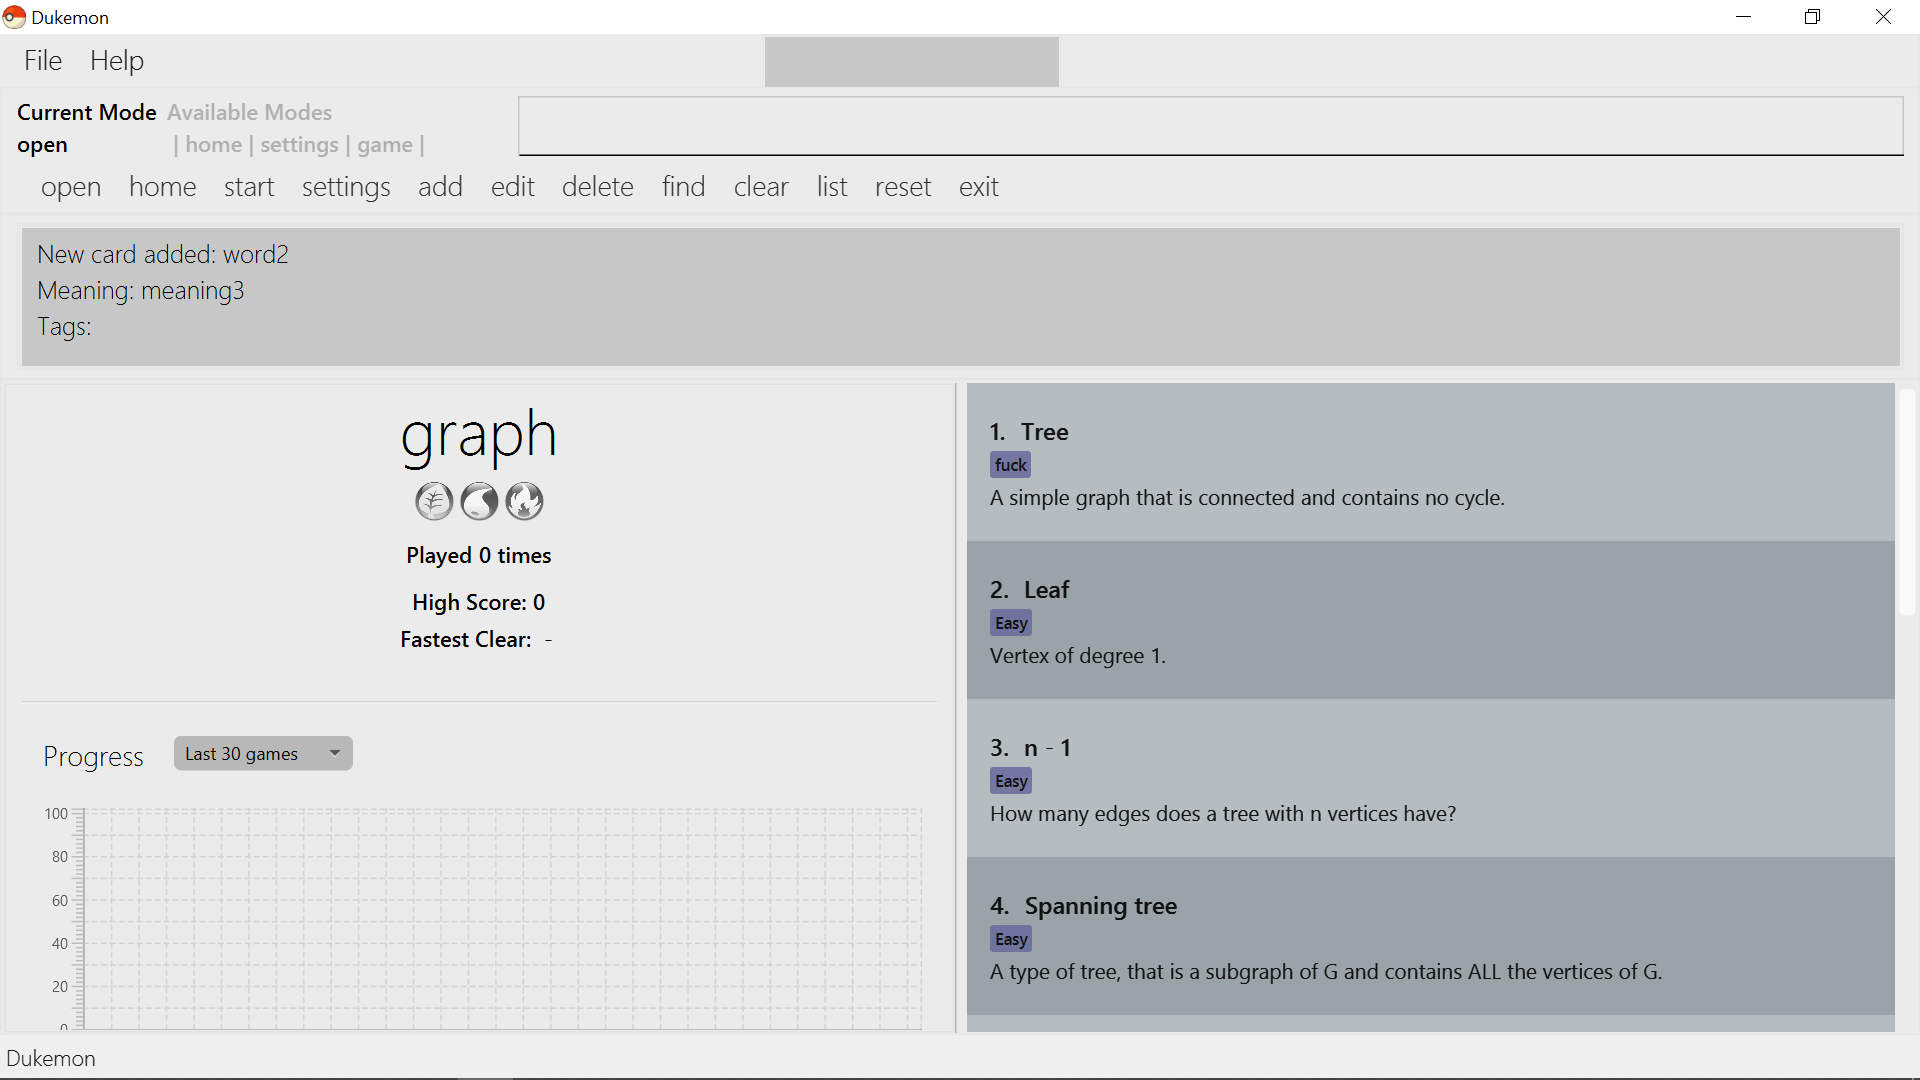 Dukemon
File Help
Current Mode Available Modes
open | home | settings | game |
open home start settings add edit delete find clear list reset exit
New card added: word2
Meaning: meaning3
Tags:
graph
Played 0 times
High Score: 0
Fastest Clear: -
Progress Last 30 games
100
80
60
40
20
0
1. Tree
fuck
A simple graph that is connected and contains no cycle.
2. Leaf
Easy
Vertex of degree 1.
3. n - 1
Easy
How many edges does a tree with n vertices have?
4. Spanning tree
Easy
A type of tree, that is a subgraph of G and contains ALL the vertices of G.
Dukemon